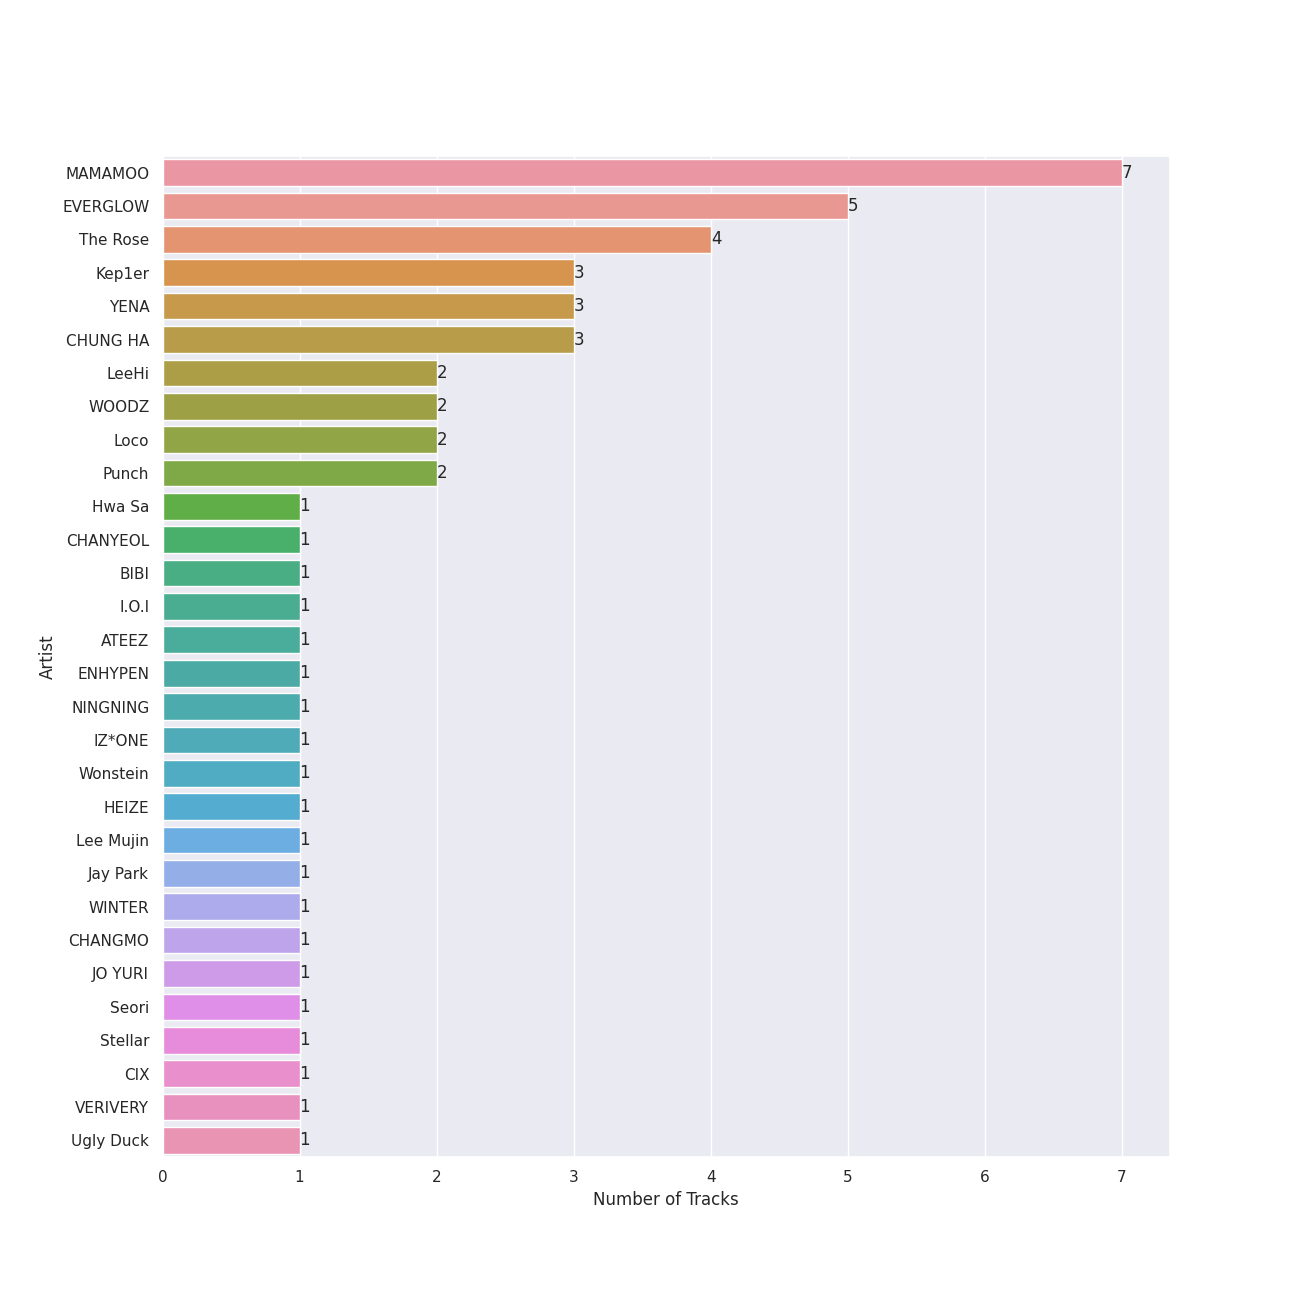 MAMAMOO 7
EVERGLOW 5
The Rose 4
Kep1er 3
YENA 3
CHUNG HA 3
LeeHi 2
WOODZ 2
Loco 2
Punch 2
Hwa Sa 1
CHANYEOL 1
BIBI 1
I.O.I 1
ATEEZ 1
ENHYPEN 1
NINGNING 1
IZ*ONE 1
Wonstein 1
HEIZE 1
Lee Mujin 1
Jay Park 1
WINTER 1
CHANGMO 1
JO YURI 1
Seori 1
Stellar 1
CIX 1
VERIVERY 1
Ugly Duck 1
Artist
0 1 2 3 4 5 6 7
Number of Tracks